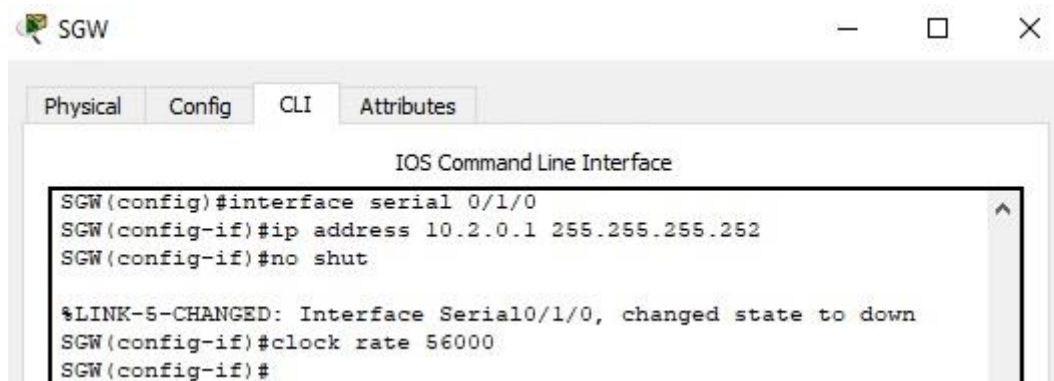 SGW
Physical Config CLI Attributes
IOS Command Line Interface
SGW(config)#interface serial 0/1/0
SGW(config-if)#ip address 10.2.0.1 255.255.255.252
SGW(config-if)#no shut
%LINK-5-CHANGED: Interface Serial0/1/0, changed state to down
SGW(config-if)#clock rate 56000
SGW(config-if)#